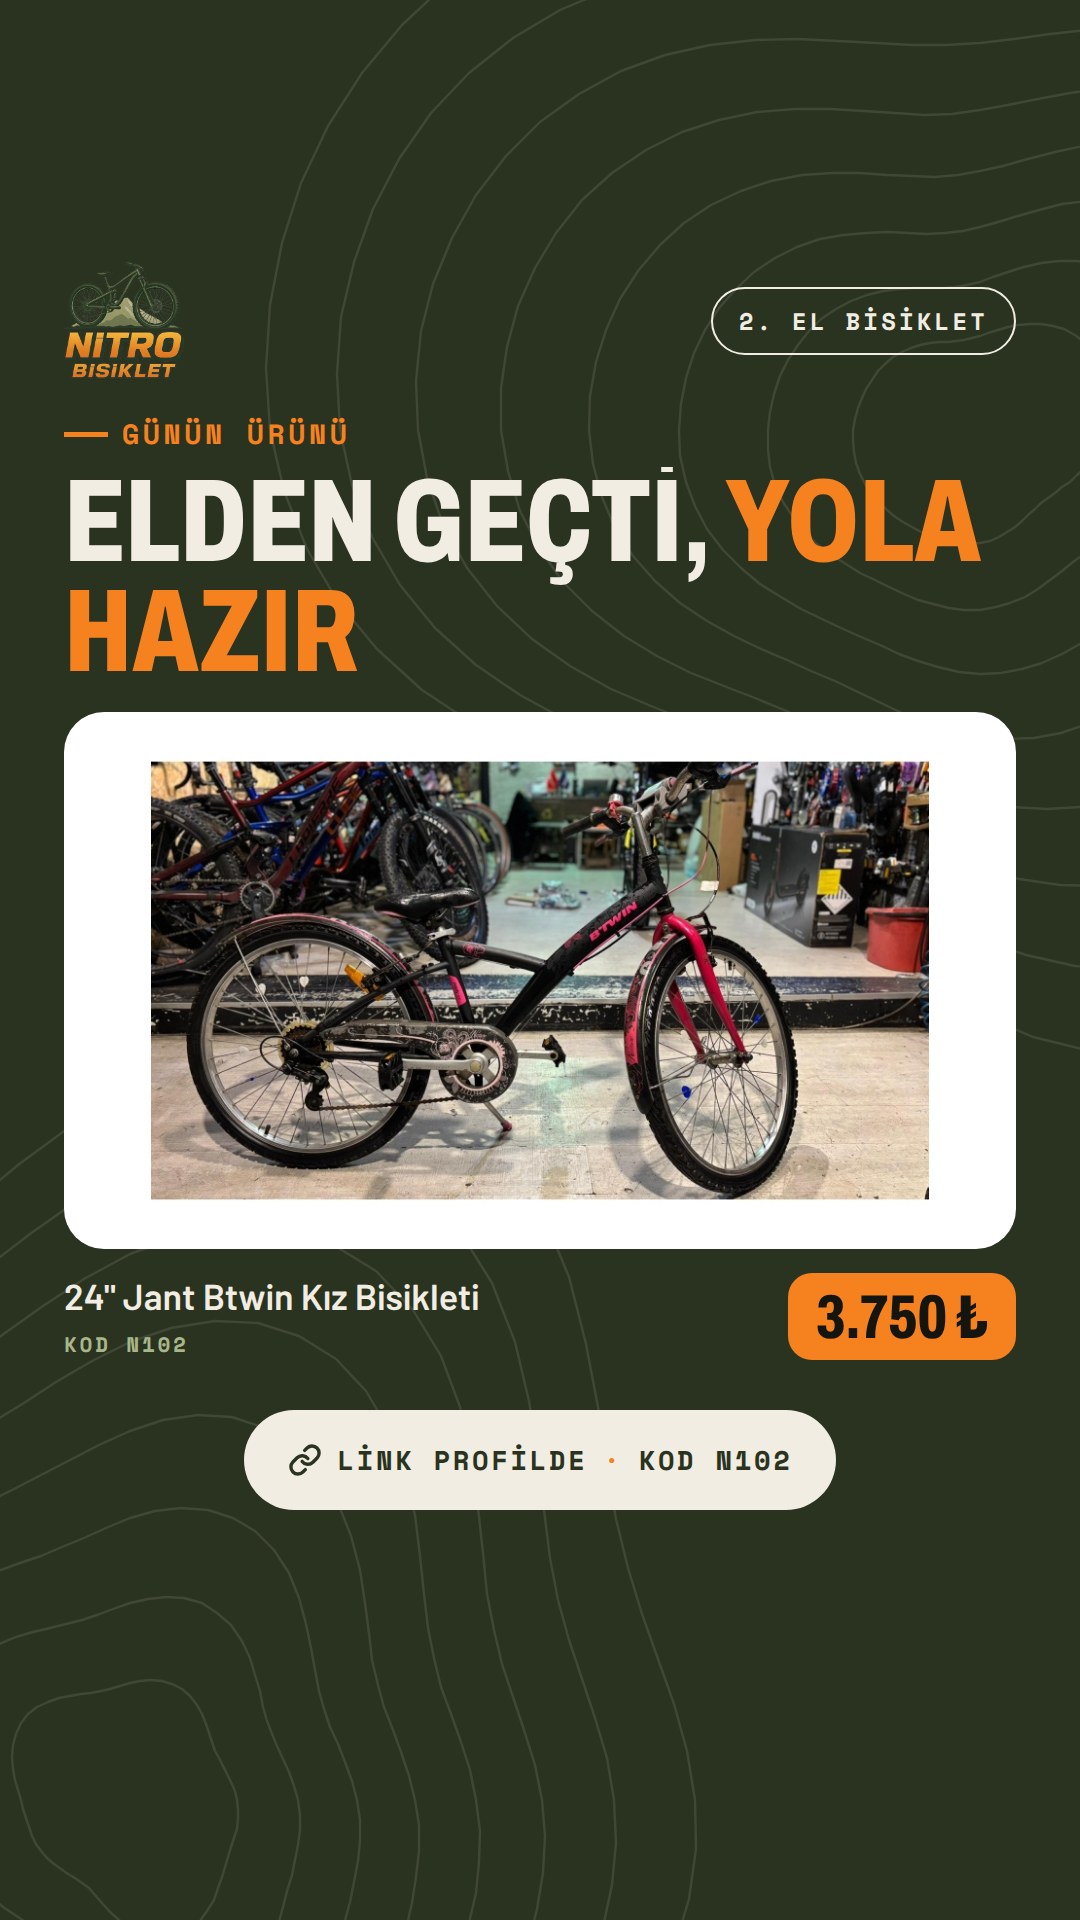 NiTRO
BiSiKLET
2. EL BİSİKLET
GÜNÜN ÜRÜNÜ
ELDEN GEÇTİ, YOLA
HAZIR
BTWIN
24" Jant Btwin Kız Bisikleti
3.750 ₺
KOD N102
LİNK PROFİLDE · KOD N102